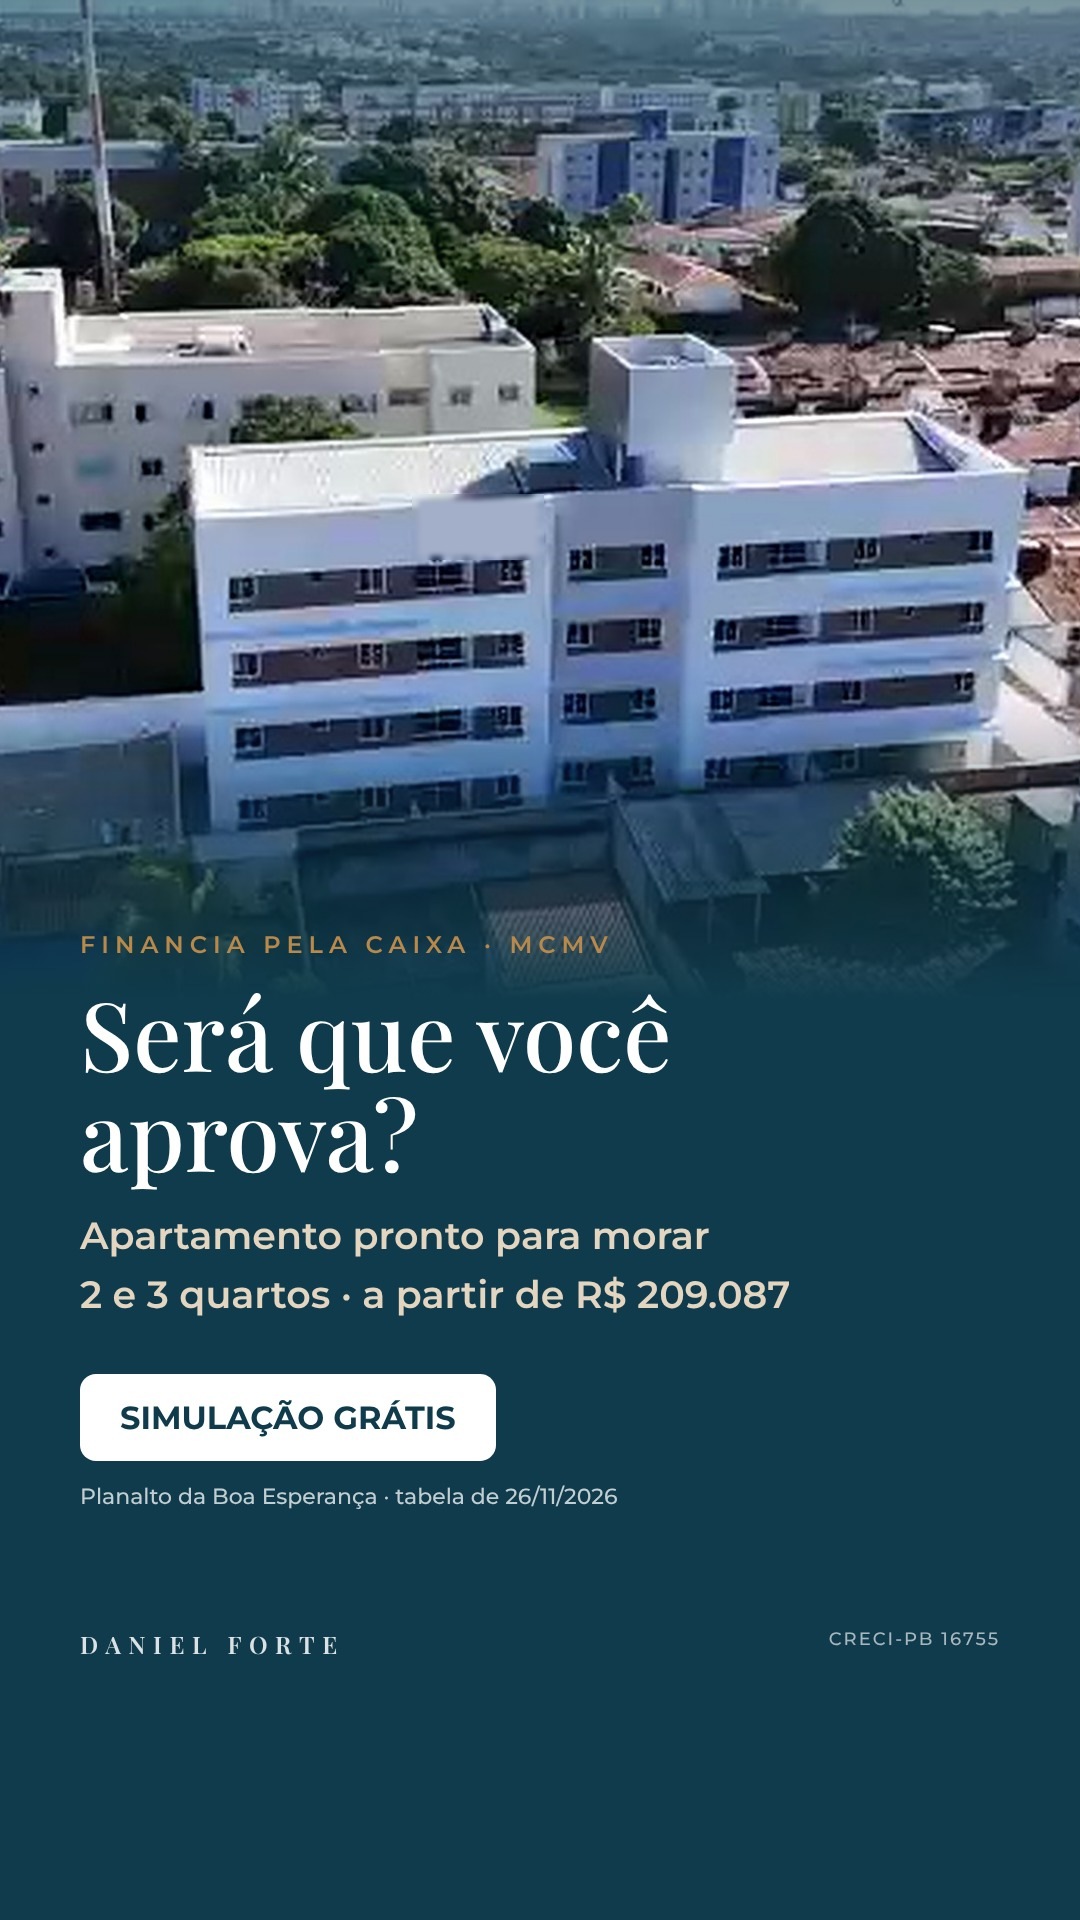 FINANCIA PELA CAIXA · MCMV
Será que você
aprova?
Apartamento pronto para morar
2 e 3 quartos · a partir de R$ 209.087
SIMULAÇÃO GRÁTIS
Planalto da Boa Esperança · tabela de 26/11/2026
DANIEL FORTE
CRECI-PB 16755